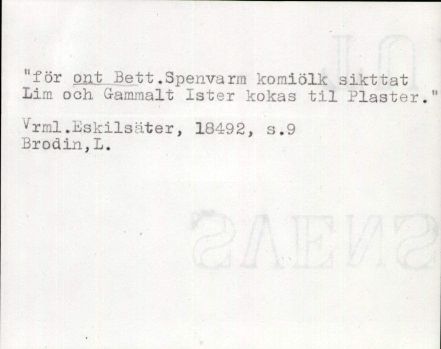 "för ont Bett.Spenvarm komiölk sikttat
Lim och Gammalt Ister kokas til Plaster."
Vrml.Eskilsäter, 18492, s.9
Brodin,L.